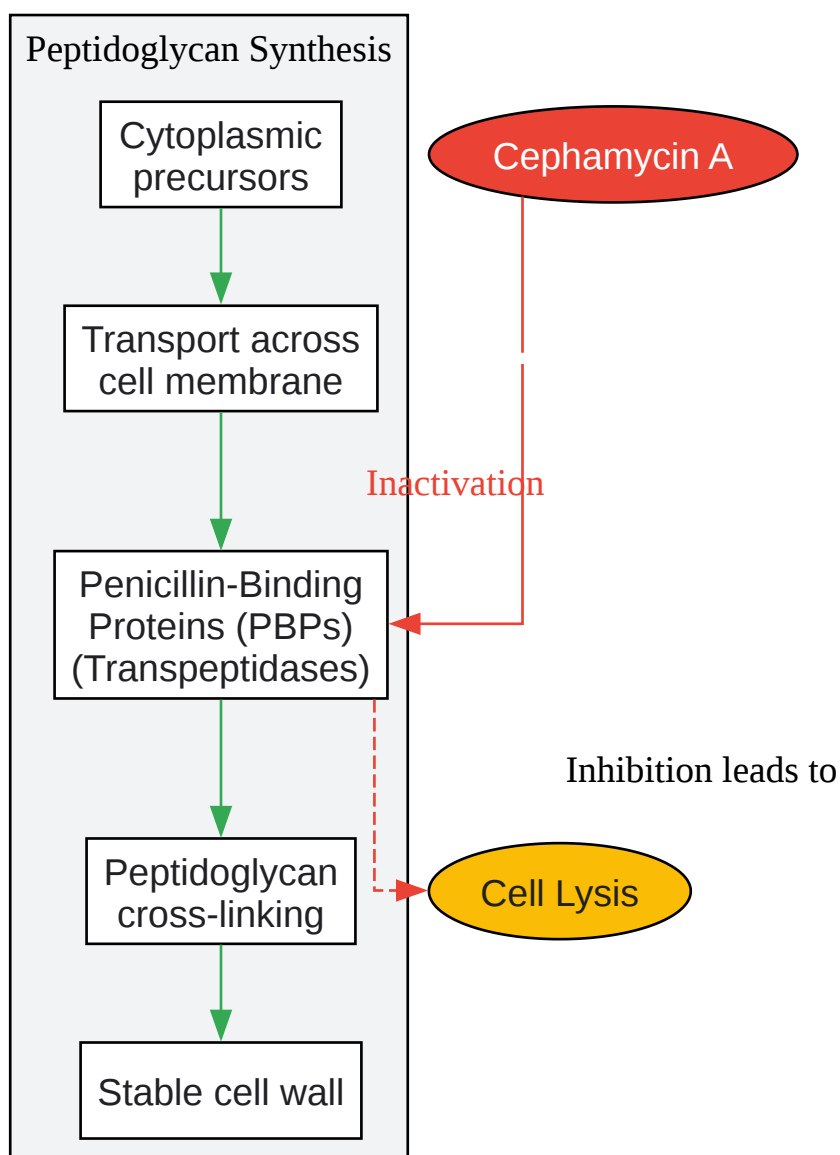 Peptidoglycan Synthesis
Cytoplasmic
precursors
Cephamycin A
Transport across
cell membrane
Inactivation
Penicillin-Binding
Proteins (PBPs)
(Transpeptidases)
Inhibition leads to
Peptidoglycan
cross-linking
Cell Lysis
Stable cell wall